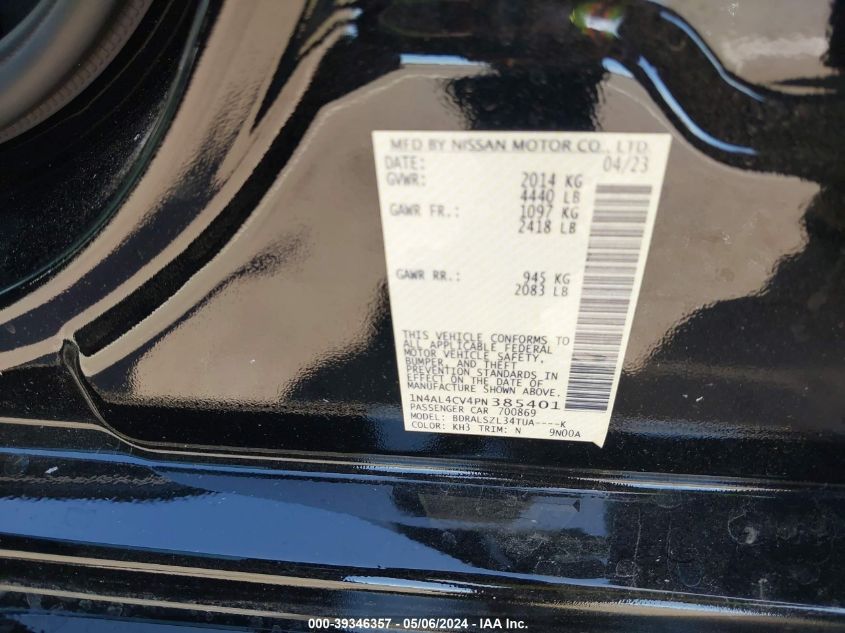 MFD BY NISSAN MOTOR CO., LTD.
DATE: 04/23
GVWR: 2014 KG
4440 LB
GAWR FR.: 1097 KG
2418 LB
GAWR RR.: 945 KG
2083 LB
THIS VEHICLE CONFORMS TO
ALL APPLICABLE FEDERAL
MOTOR VEHICLE SAFETY,
BUMPER, AND THEFT
PREVENTION STANDARDS IN
EFFECT ON THE DATE OF
MANUFACTURE SHOWN ABOVE.
1N4AL4CV4PN385401
PASSENGER CAR 700869
MODEL: BDRALSZL34TUA----K
COLOR: KH3 TRIM: N 9N00A
000-39346357 - 05/06/2024 - IAA Inc.